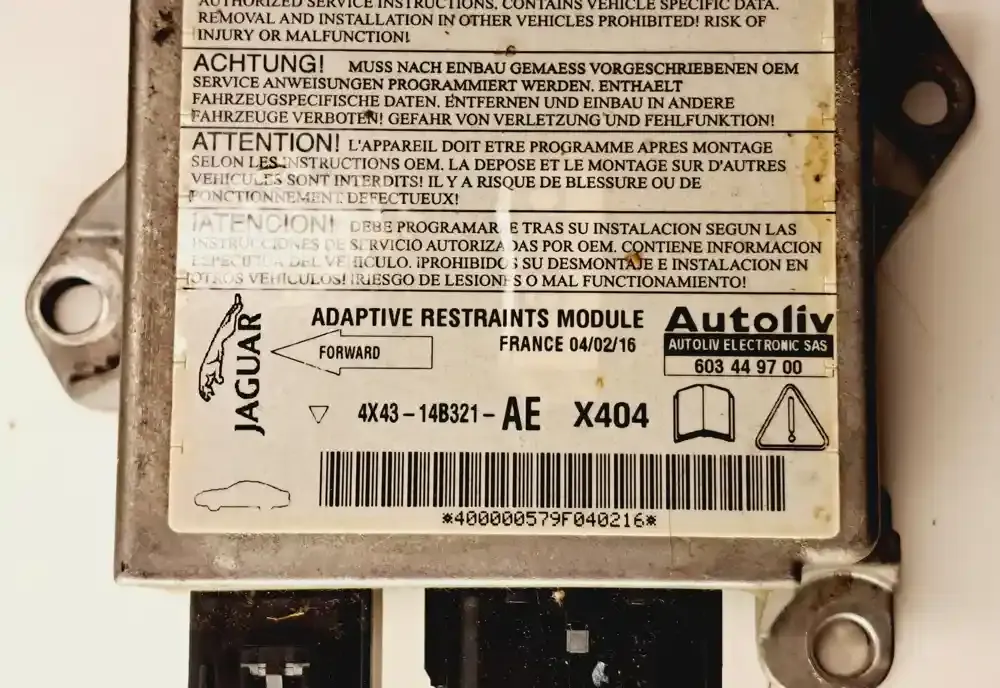 AUTHORIZED SERVICE INSTRUCTIONS. CONTAINS VEHICLE SPECIFIC DATA.
REMOVAL AND INSTALLATION IN OTHER VEHICLES PROHIBITED! RISK OF
INJURY OR MALFUNCTION!
ACHTUNG! MUSS NACH EINBAU GEMAESS VORGESCHRIEBENEN OEM
SERVICE ANWEISUNGEN PROGRAMMIERT WERDEN. ENTHAELT
FAHRZEUGSPECIFISCHE DATEN. ENTFERNEN UND EINBAU IN ANDERE
FAHRZEUGE VERBOTEN! GEFAHR VON VERLETZUNG UND FEHLFUNKTION!
ATTENTION! L'APPAREIL DOIT ETRE PROGRAMME APRES MONTAGE
SELON LES INSTRUCTIONS OEM. LA DEPOSE ET LE MONTAGE SUR D'AUTRES
VEHICULES SONT INTERDITS! IL Y A RISQUE DE BLESSURE OU DE
FONCTIONNEMENT DEFECTUEUX!
¡ATENCION! DEBE PROGRAMARSE TRAS SU INSTALACION SEGUN LAS
INSTRUCCIONES DE SERVICIO AUTORIZADAS POR OEM. CONTIENE INFORMACION
ESPECIFICA DEL VEHICULO. ¡PROHIBIDOS SU DESMONTAJE E INSTALACION EN
OTROS VEHICULOS! ¡RIESGO DE LESIONES O MAL FUNCTIONAMIENTO!
JAGUAR
ADAPTIVE RESTRAINTS MODULE
FRANCE 04/02/16
FORWARD
Autoliv
AUTOLIV ELECTRONIC SAS
603 44 97 00
4X43-14B321-AE X404
*400000579F040216*